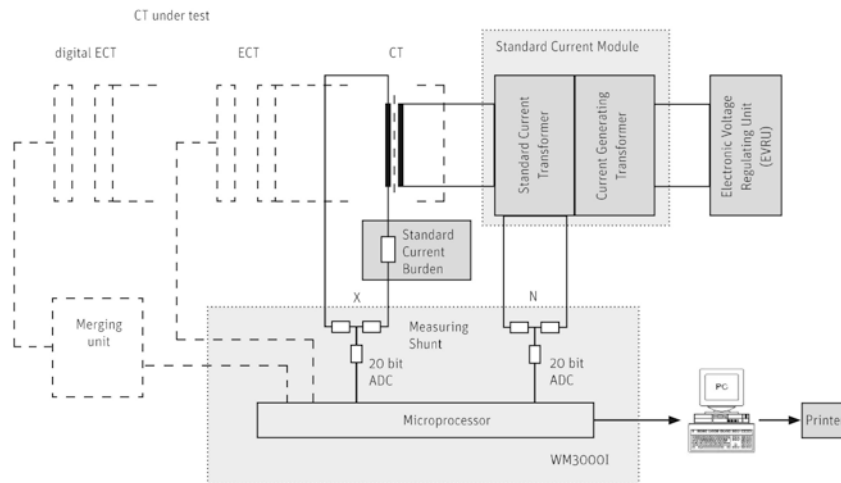 CT under test
digital ECT
ECT
CT
Standard Current Module
Standard Current
Transformer
Current Generating
Transformer
Electronic Voltage
Regulating Unit
(EVRU)
Standard
Current
Burden
X
N
Merging
unit
Measuring
Shunt
20 bit
ADC
20 bit
ADC
Microprocessor
WM3000I
PC
Printer